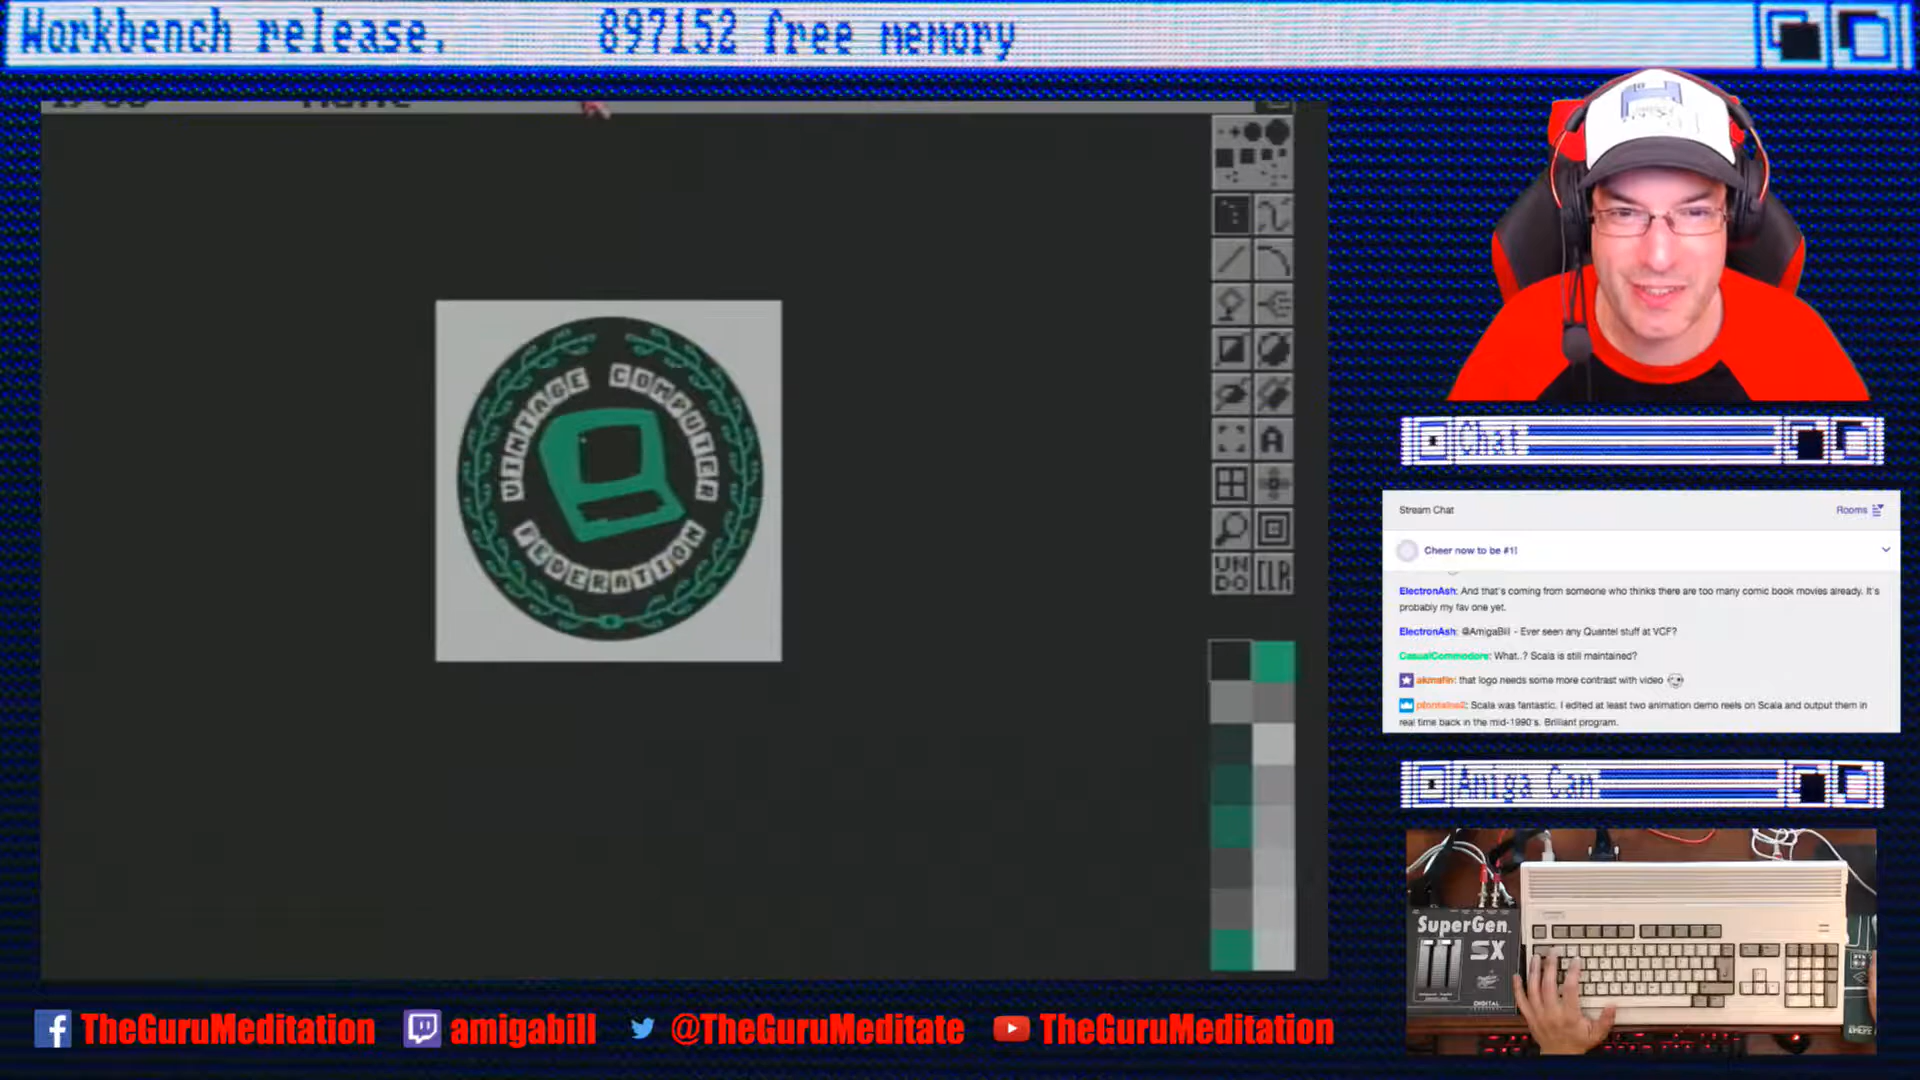 Workbench release. 897152 free memory
VINTAGE COMPUTER
FEDERATION
A
UN
DO
CLR
Chat
Stream Chat
Rooms
Cheer now to be #1!
ElectronAsh: And that's coming from someone who thinks there are too many comic book movies already. It's
probably my fav one yet.
ElectronAsh: @AmigaBill - Ever seen any Quantel stuff at VCF?
CasualCommodore: What..? Scala is still maintained?
akmafin: that logo needs some more contrast with video
Scala was fantastic. I edited at least two animation demo reels on Scala and output them in
real time back in the mid-1990's. Brilliant program.
Amiga Cam
SuperGen
SX
DIGITAL
TheGuruMeditation
amigabill
@TheGuruMeditate
TheGuruMeditation